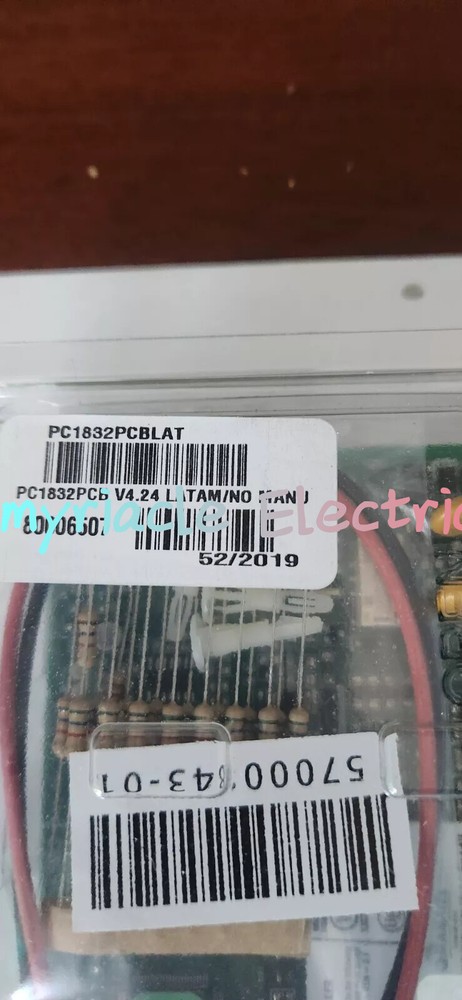 PC1832PCBLAT
PC1832PCB V4.24 LATAM/NO MANU
myriacle Electric
52/2019